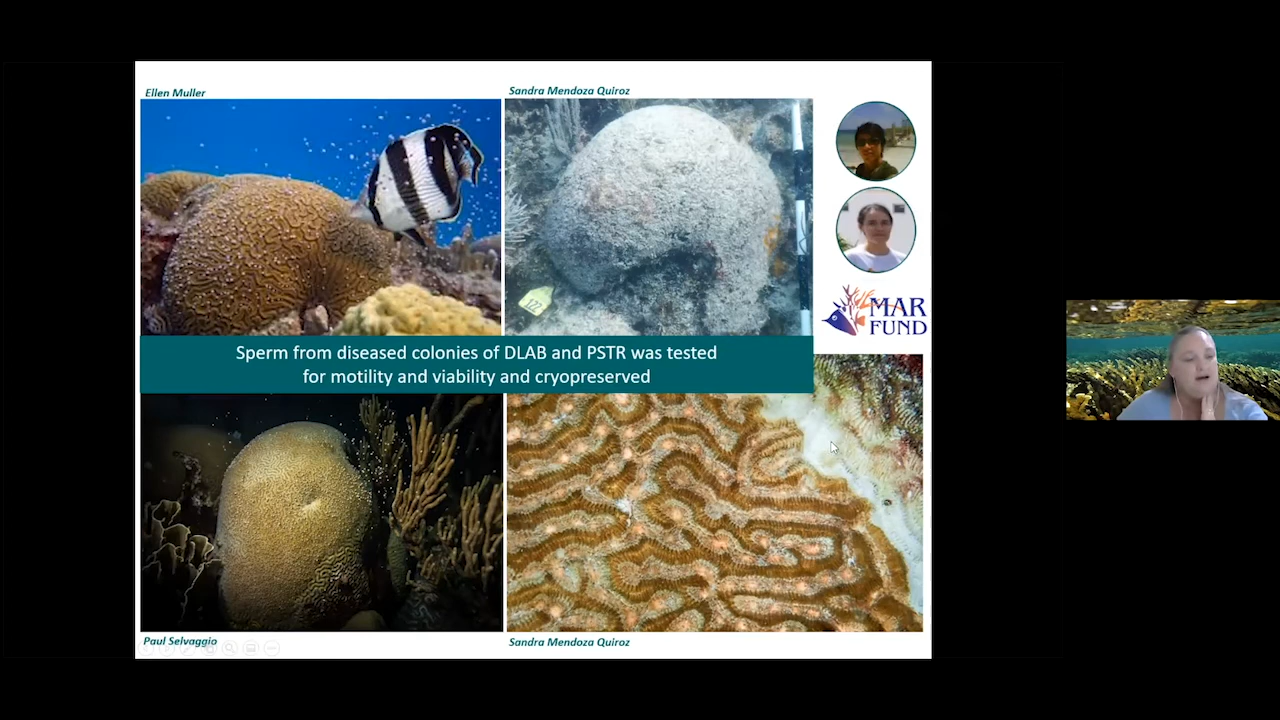 Ellen Muller
Sandra Mendoza Quiroz
122
MAR
FUND
Sperm from diseased colonies of DLAB and PSTR was tested
for motility and viability and cryopreserved
Paul Selvaggio
Sandra Mendoza Quiroz